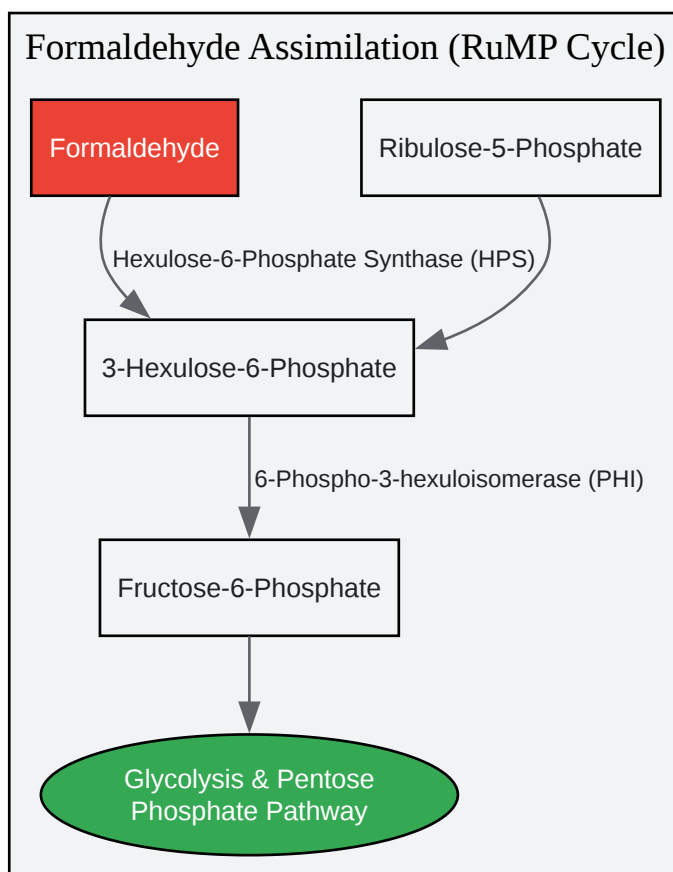 Formaldehyde Assimilation (RuMP Cycle)
Formaldehyde
Ribulose-5-Phosphate
Hexulose-6-Phosphate Synthase (HPS)
3-Hexulose-6-Phosphate
6-Phospho-3-hexuloisomerase (PHI)
Fructose-6-Phosphate
Glycolysis & Pentose
Phosphate Pathway